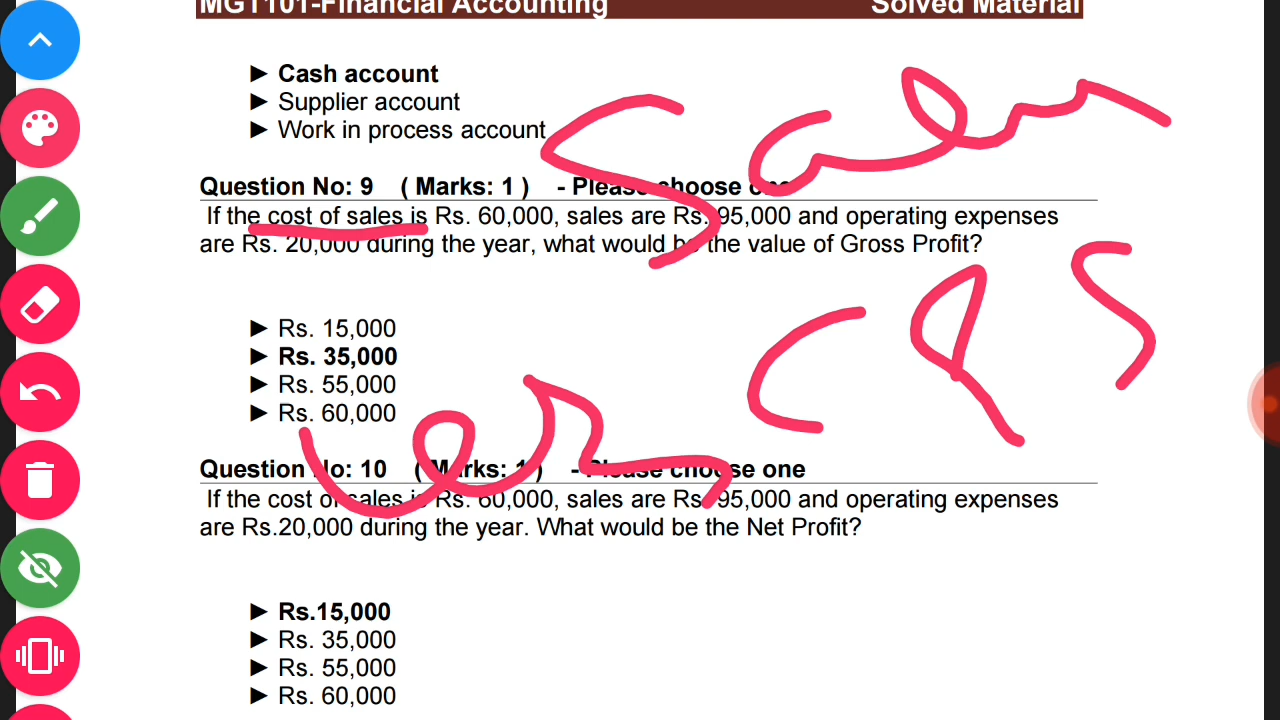 MGT101-Financial Accounting Solved Material
► Cash account
► Supplier account
► Work in process account
Question No: 9 ( Marks: 1 ) - Please choose one
If the cost of sales is Rs. 60,000, sales are Rs. 95,000 and operating expenses
are Rs. 20,000 during the year, what would be the value of Gross Profit?
► Rs. 15,000
► Rs. 35,000
► Rs. 55,000
► Rs. 60,000
Question No: 10 ( Marks: 1 ) - Please choose one
If the cost of sales is Rs. 60,000, sales are Rs. 95,000 and operating expenses
are Rs.20,000 during the year. What would be the Net Profit?
► Rs.15,000
► Rs. 35,000
► Rs. 55,000
► Rs. 60,000